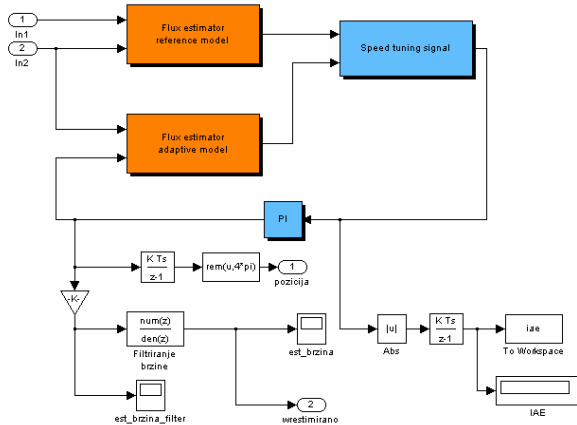 1
In1
2
In2
Flux estimator
reference model
Speed tuning signal
Flux estimator
adaptive model
PI
K Ts
z-1
rem(u,4*pi)
1
pozicija
-K-
num(z)
den(z)
Filtriranje
brzine
est_brzina
|u|
Abs
K Ts
z-1
iae
To Workspace
est_brzina_filter
2
wrestimirano
IAE